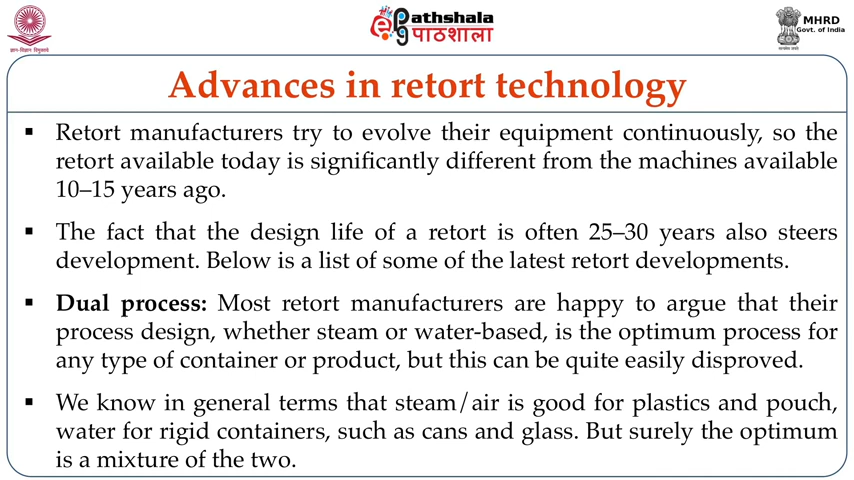 ज्ञान-विज्ञान विमुक्तये
ePathshala
पाठशाला
MHRD
Govt. of India
सत्यमेव जयते
Advances in retort technology
▪ Retort manufacturers try to evolve their equipment continuously, so the
retort available today is significantly different from the machines available
10–15 years ago.
▪ The fact that the design life of a retort is often 25–30 years also steers
development. Below is a list of some of the latest retort developments.
▪ Dual process: Most retort manufacturers are happy to argue that their
process design, whether steam or water-based, is the optimum process for
any type of container or product, but this can be quite easily disproved.
▪ We know in general terms that steam/air is good for plastics and pouch,
water for rigid containers, such as cans and glass. But surely the optimum
is a mixture of the two.